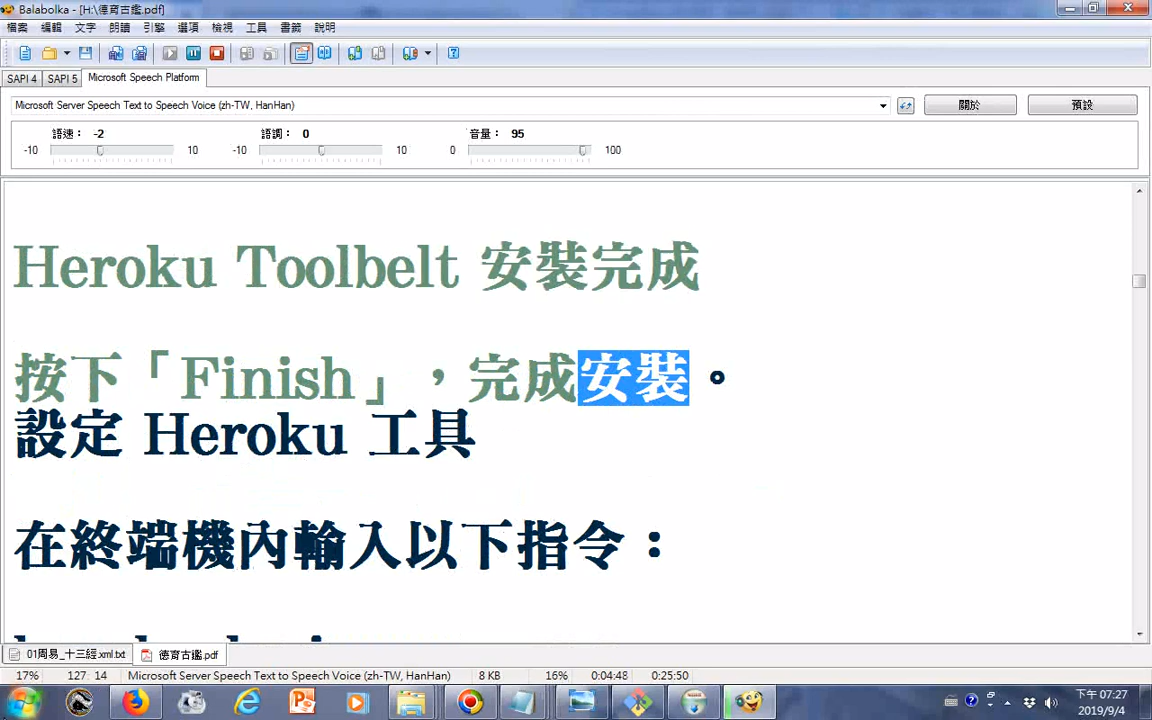 Balabolka - [H:\德育古鑑.pdf]
檔案 編輯 文字 朗讀 引擎 選項 檢視 工具 書籤 說明
SAPI 4 SAPI 5 Microsoft Speech Platform
Microsoft Server Speech Text to Speech Voice (zh-TW, HanHan) 關於 預設
語速： -2 語調： 0 音量： 95
-10 10 -10 10 0 100
Heroku Toolbelt 安裝完成
按下「Finish」，完成安裝。
設定 Heroku 工具
在終端機內輸入以下指令：
01周易_十三經.xml.txt 德育古鑑.pdf
17% 127: 14 Microsoft Server Speech Text to Speech Voice (zh-TW, HanHan) 8 KB 16% 0:04:48 0:25:50
下午 07:27
2019/9/4